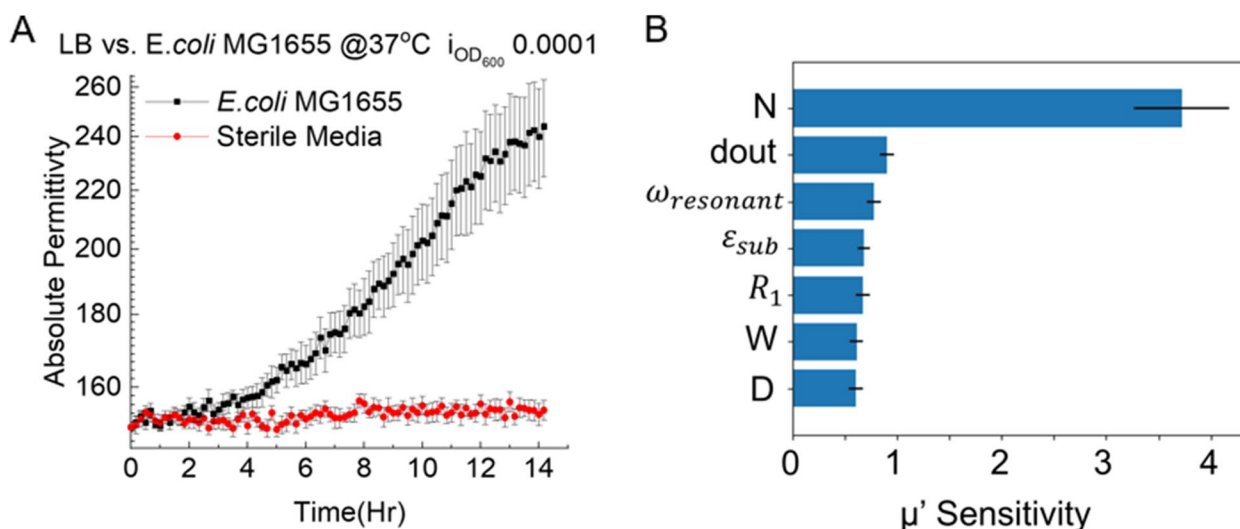 A
LB vs. E.coli MG1655 @37°C iOD600 0.0001
Absolute Permittivty
260
240
220
200
180
160
E.coli MG1655
Sterile Media
0 2 4 6 8 10 12 14
Time(Hr)
B
N
dout
ωresonant
εsub
R1
W
D
0 1 2 3 4
μ' Sensitivity